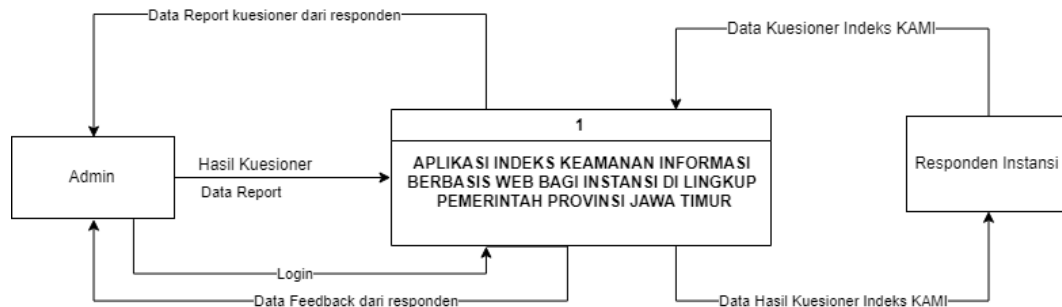 Data Report kuesioner dari responden
Data Kuesioner Indeks KAMI
1
APLIKASI INDEKS KEAMANAN INFORMASI
BERBASIS WEB BAGI INSTANSI DI LINGKUP
PEMERINTAH PROVINSI JAWA TIMUR
Admin
Hasil Kuesioner
Data Report
Responden Instansi
Login
Data Feedback dari responden
Data Hasil Kuesioner Indeks KAMI